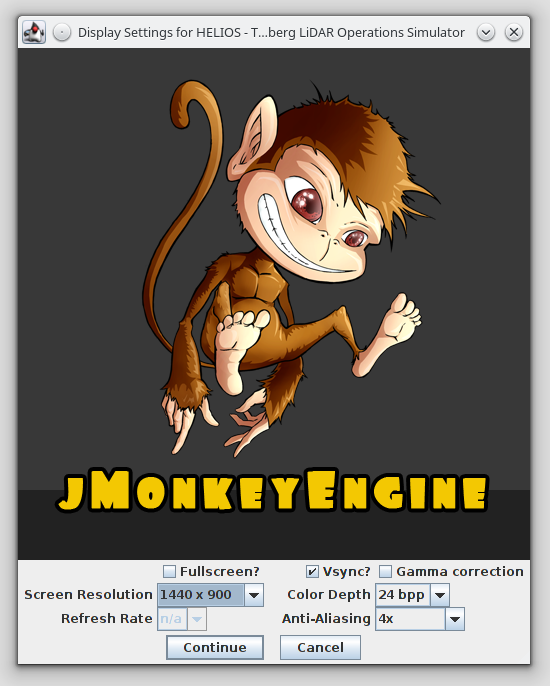 Display Settings for HELIOS - T...berg LiDAR Operations Simulator
jMonkeyEngine
Fullscreen? Vsync? Gamma correction
Screen Resolution 1440 x 900 Color Depth 24 bpp
Refresh Rate n/a Anti-Aliasing 4x
Continue Cancel